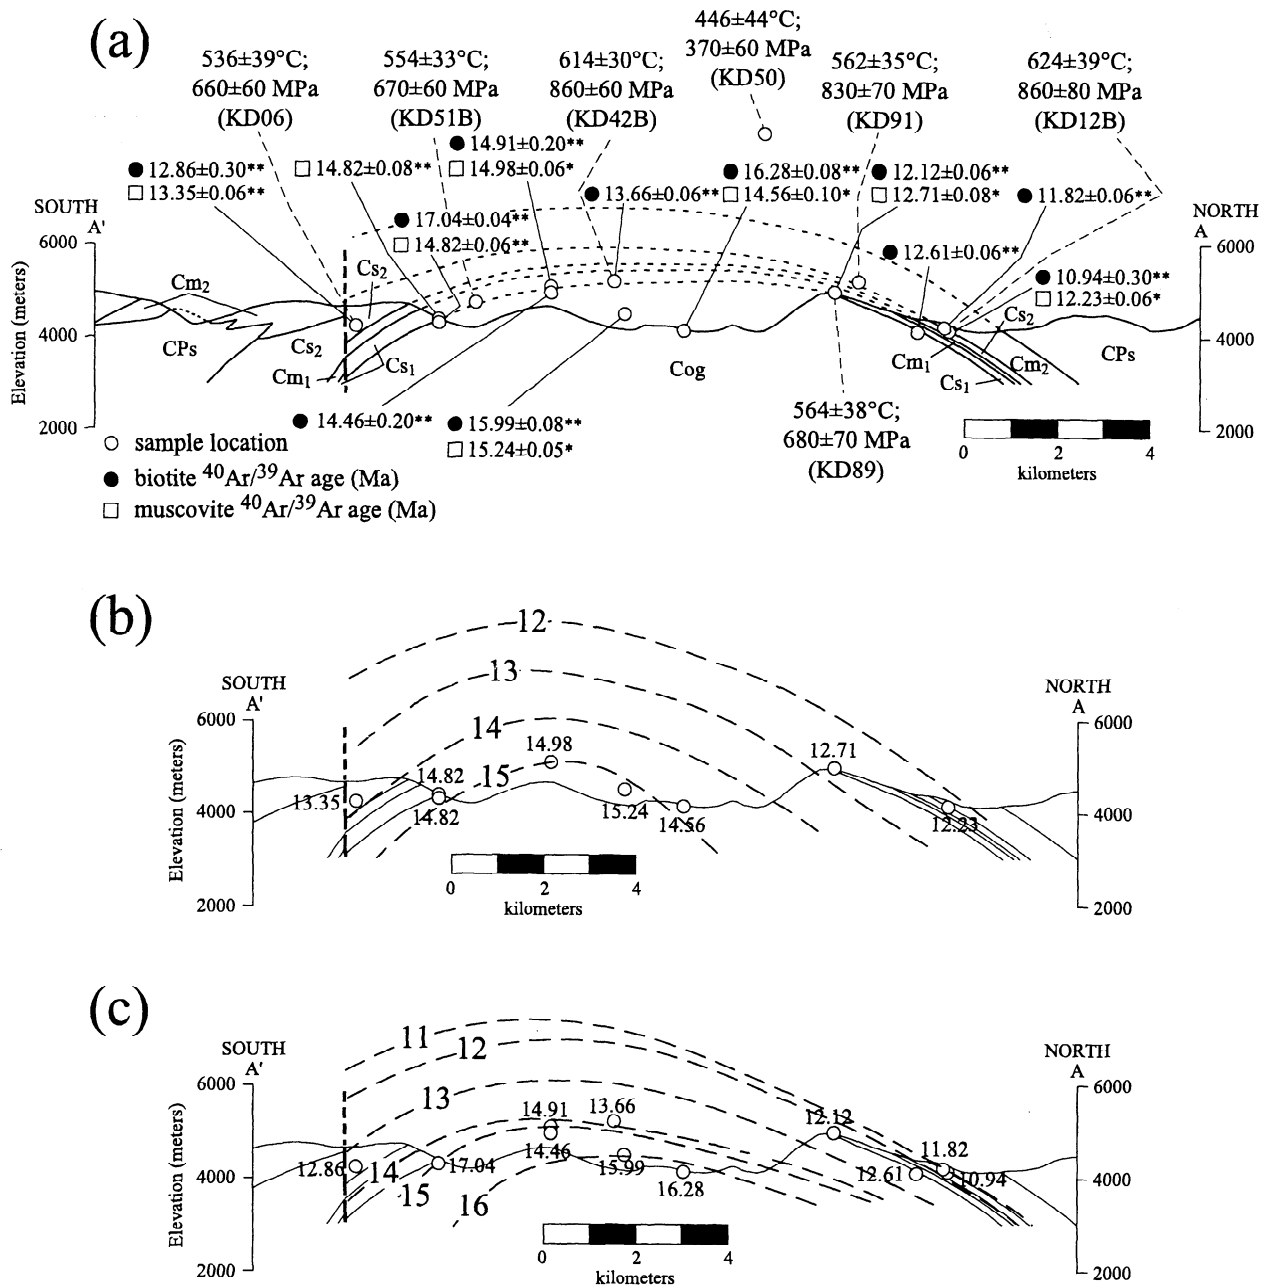 (a)
446±44°C;
370±60 MPa
(KD50)
536±39°C;
660±60 MPa
(KD06)
554±33°C;
670±60 MPa
(KD51B)
614±30°C;
860±60 MPa
(KD42B)
562±35°C;
830±70 MPa
(KD91)
624±39°C;
860±80 MPa
(KD12B)
14.91±0.20**
14.98±0.06*
12.86±0.30**
13.35±0.06**
14.82±0.08**
16.28±0.08**
14.56±0.10*
12.12±0.06**
12.71±0.08*
13.66±0.06**
11.82±0.06**
17.04±0.04**
14.82±0.06**
12.61±0.06**
10.94±0.30**
12.23±0.06*
SOUTH
A'
NORTH
A
6000
4000
2000
Elevation (meters)
6000
4000
2000
Cm2
CPs
Cs2
Cs2
Cm1
Cs1
Cog
Cm1
Cs1
Cs2
Cm2
CPs
14.46±0.20**
15.99±0.08**
15.24±0.05*
564±38°C;
680±70 MPa
(KD89)
0 2 4
kilometers
sample location
biotite 40Ar/39Ar age (Ma)
muscovite 40Ar/39Ar age (Ma)
(b)
SOUTH
A'
NORTH
A
6000
4000
2000
Elevation (meters)
6000
4000
2000
12
13
14
15
13.35
14.82
14.82
14.98
15.24
14.56
12.71
12.23
0 2 4
kilometers
(c)
SOUTH
A'
NORTH
A
6000
4000
2000
Elevation (meters)
6000
4000
2000
11
12
13
14
15
16
12.86
17.04
14.91
14.46
13.66
15.99
16.28
12.12
12.61
11.82
10.94
0 2 4
kilometers